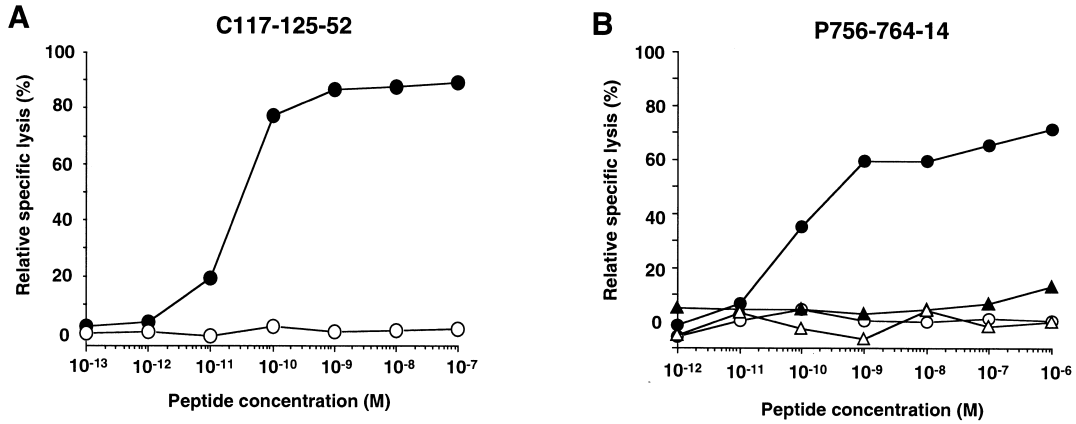 A
C117-125-52
Relative specific lysis (%)
100
80
60
40
20
0
10-13 10-12 10-11 10-10 10-9 10-8 10-7
Peptide concentration (M)
B
P756-764-14
Relative specific lysis (%)
100
80
60
40
20
0
10-12 10-11 10-10 10-9 10-8 10-7 10-6
Peptide concentration (M)